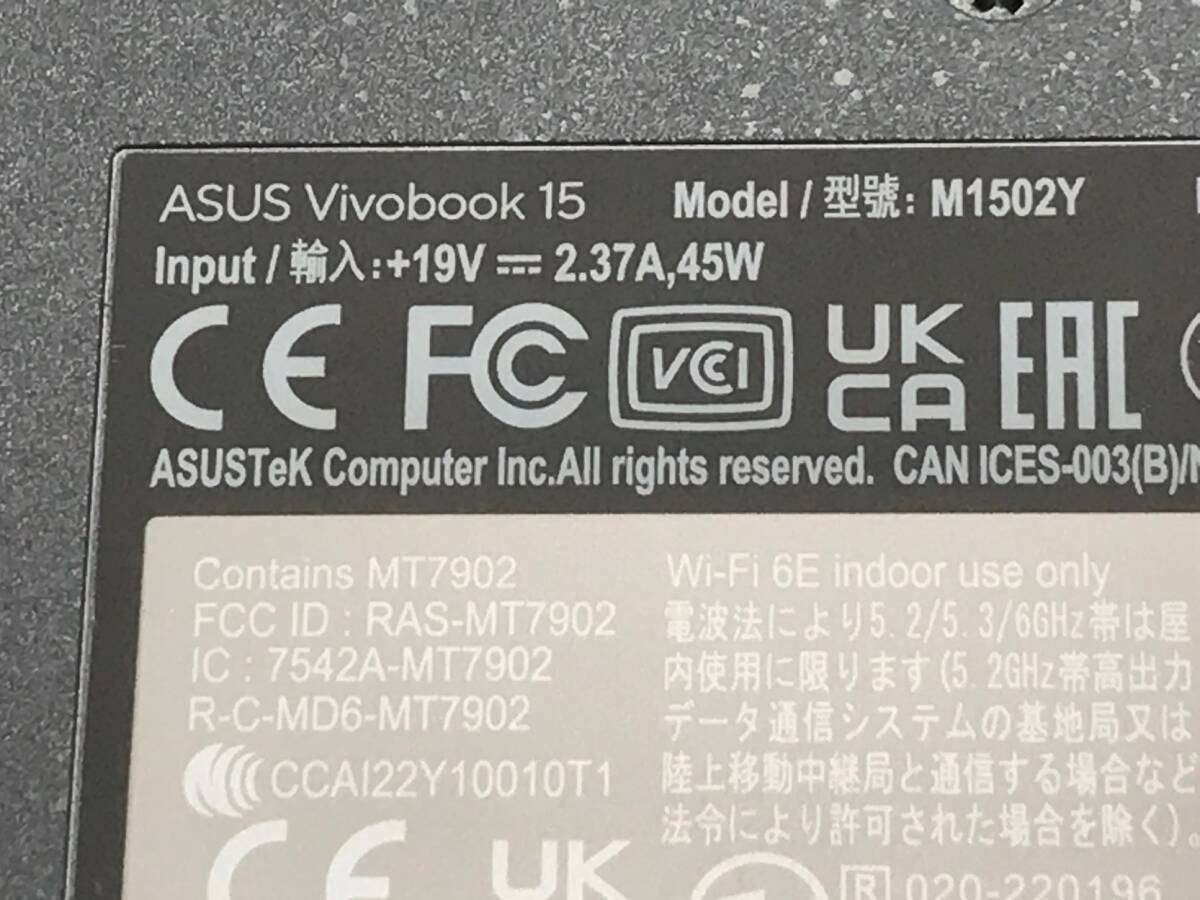 ASUS Vivobook 15 Model / 型號: M1502Y
Input / 輸入:+19V ⎓ 2.37A,45W
CE FC VCCI UK CA EAC
ASUSTeK Computer Inc.All rights reserved. CAN ICES-003(B)/
Contains MT7902
FCC ID : RAS-MT7902
IC : 7542A-MT7902
R-C-MD6-MT7902
CCAI22Y10010T1
CE UK
Wi-Fi 6E indoor use only
電波法により5.2/5.3/6GHz帯は屋
内使用に限ります(5.2GHz帯高出力
データ通信システムの基地局又は
陸上移動中継局と通信する場合など
法令により許可された場合を除く)。
R 020-220196